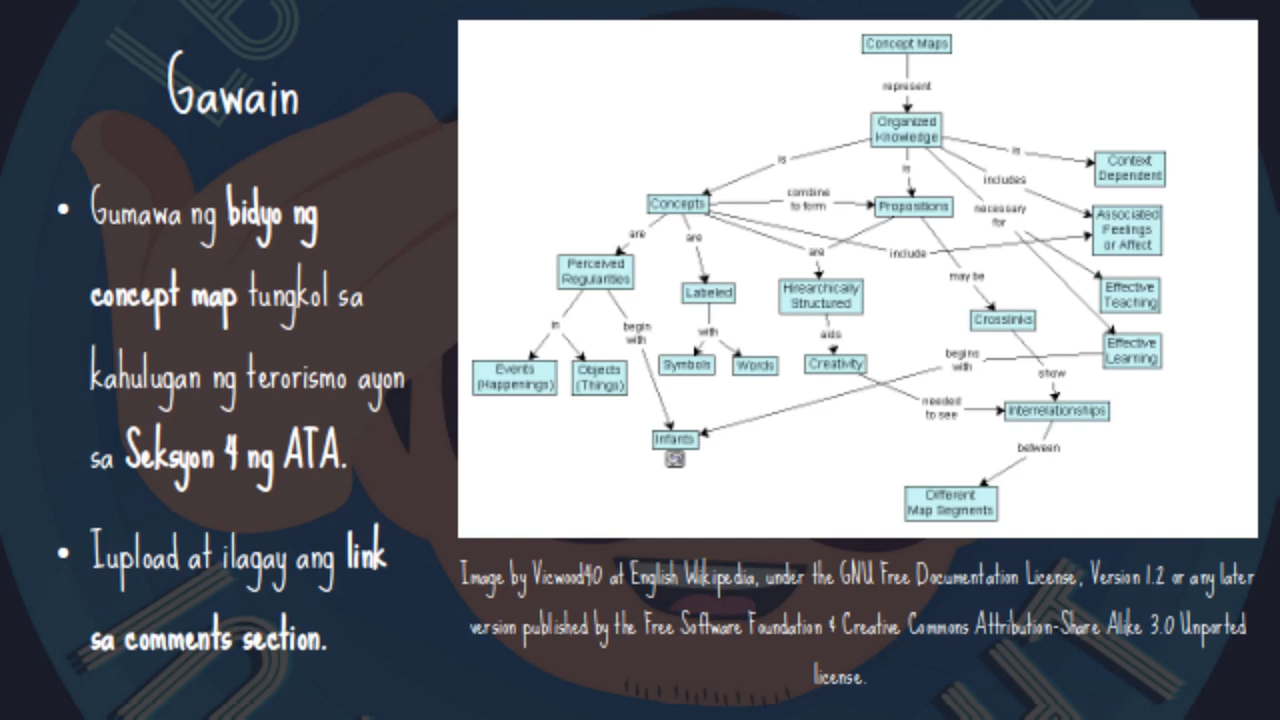 Gawain
• Gumawa ng bidyo ng
concept map tungkol sa
kahulugan ng terorismo ayon
sa Seksyon 4 ng ATA.
• Iupload at ilagay ang link
sa comments section.
Concept Maps
represent
Organized
Knowledge
is
is
is
includes
necessary
for
Context
Dependent
Concepts
combine
to form
Propositions
Associated
Feelings
or Affect
are
are
are
include
may be
Perceived
Regularities
Labeled
Hirearchically
Structured
Effective
Teaching
Crosslinks
in
begin
with
with
aids
begins
with
Effective
Learning
Events
(Happenings)
Objects
(Things)
Symbols
Words
Creativity
show
needed
to see
Interrelationships
Infants
between
Different
Map Segments
Image by Vicwood40 at English Wikipedia, under the GNU Free Documentation License, Version 1.2 or any later
version published by the Free Software Foundation & Creative Commons Attribution-Share Alike 3.0 Unported
license.